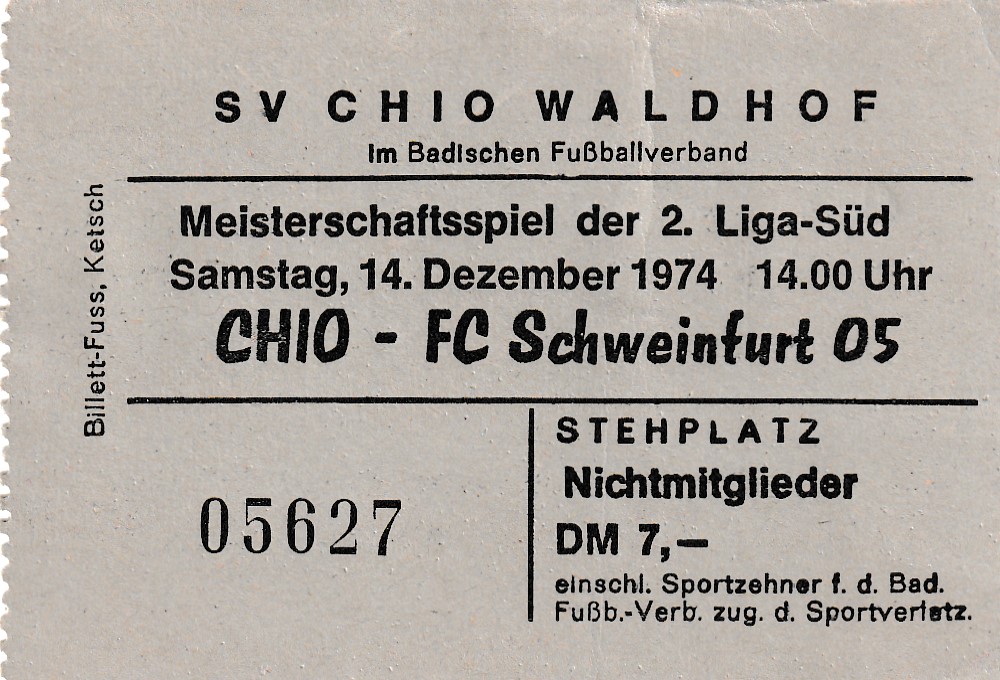 SV CHIO WALDHOF
im Badischen Fußballverband
Billett-Fuss, Ketsch
Meisterschaftsspiel der 2. Liga-Süd
Samstag, 14. Dezember 1974 14.00 Uhr
CHIO - FC Schweinfurt 05
05627
STEHPLATZ
Nichtmitglieder
DM 7,—
einschl. Sportzehner f. d. Bad.
Fußb.-Verb. zug. d. Sportverletz.